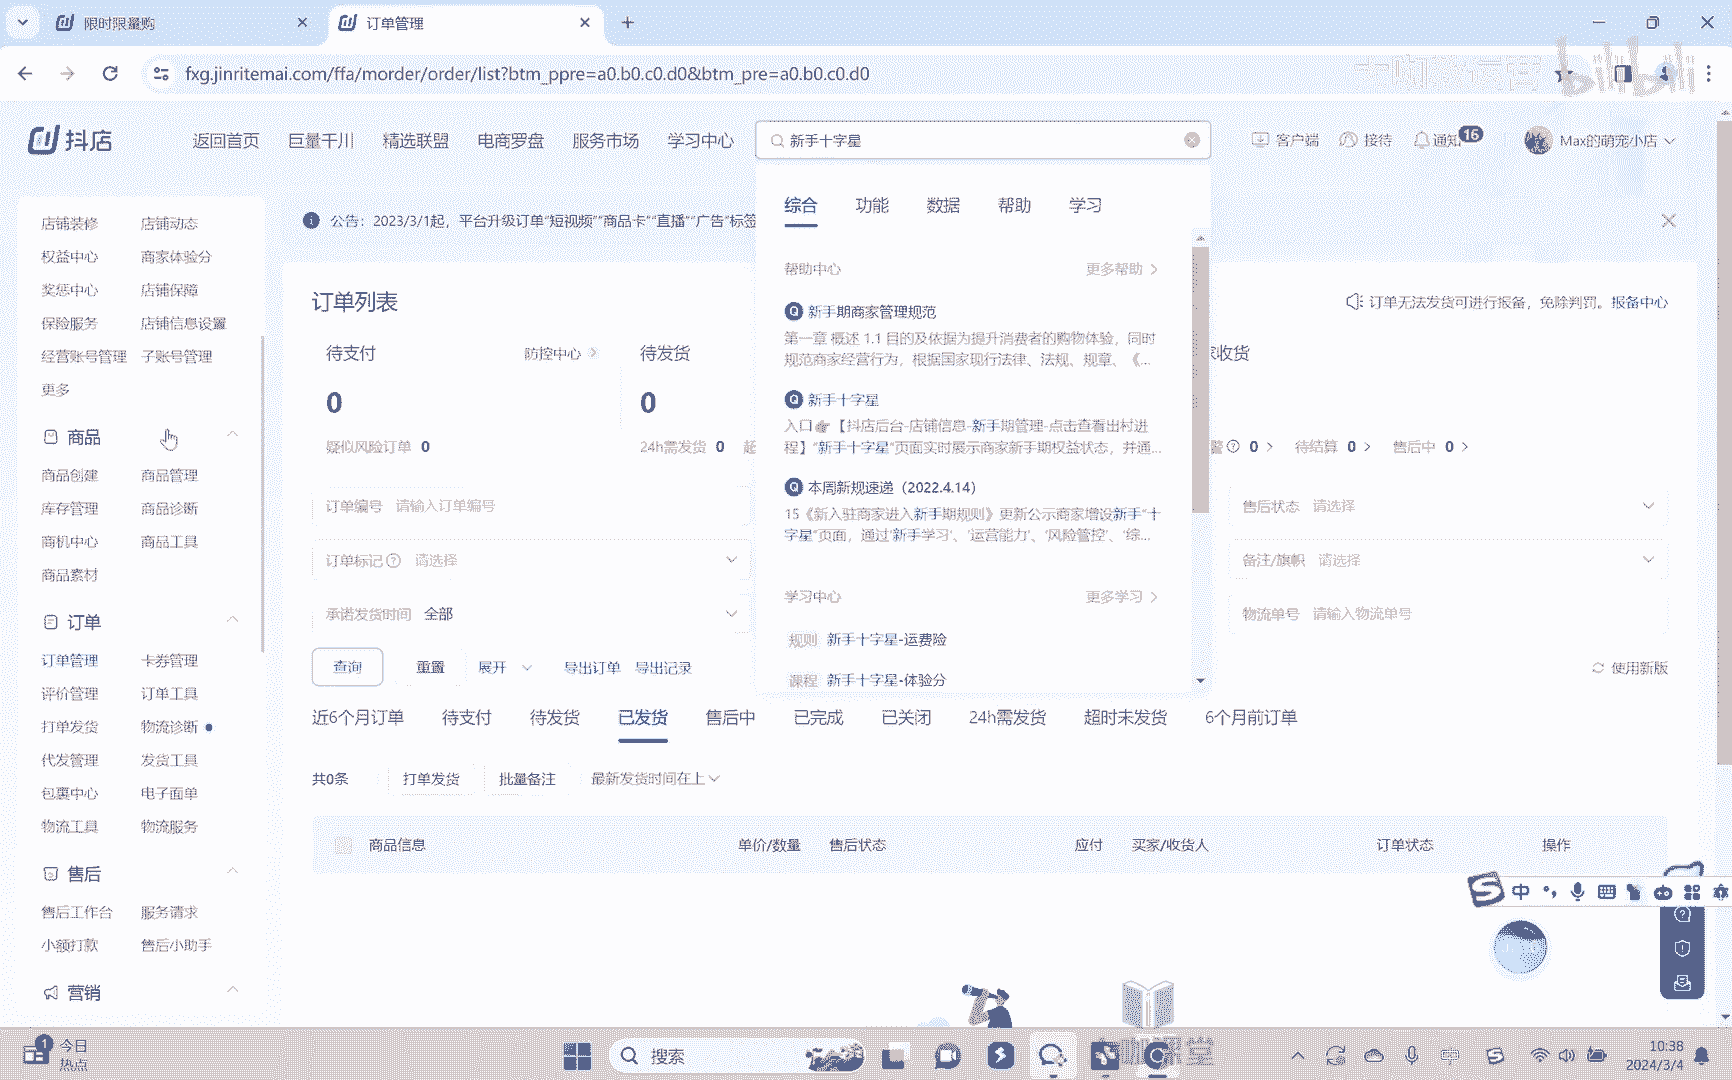 限时限量购
订单管理
fxg.jinritemai.com/ffa/morder/order/list?btm_ppre=a0.b0.c0.d0&btm_pre=a0.b0.c0.d0
bilibili
抖店
返回首页 巨量千川 精选联盟 电商罗盘 服务市场 学习中心
新手十字星
客户端 接待 通知 16 Max的萌宠小店
店铺装修 店铺动态
权益中心 商家体验分
奖惩中心 店铺保障
保险服务 店铺信息设置
经营账号管理 子账号管理
更多
商品
商品创建 商品管理
库存管理 商品诊断
商机中心 商品工具
商品素材
订单
订单管理 卡券管理
评价管理 订单工具
打单发货 物流诊断
代发管理 发货工具
包裹中心 电子面单
物流工具 物流服务
售后
售后工作台 服务请求
小额打款 售后小助手
营销
公告：2023/3/1起，平台升级订单“短视频”“商品卡”“直播”“广告”标签
综合 功能 数据 帮助 学习
帮助中心 更多帮助
新手期商家管理规范
第一章 概述 1.1 目的及依据为提升消费者的购物体验，同时
规范商家经营行为，根据国家现行法律、法规、规章、《...
新手十字星
入口👉【抖店后台-店铺信息-新手期管理-点击查看出村进
程】“新手十字星”页面实时展示商家新手期权益状态，并通...
本周新规速递（2022.4.14）
15《新入驻商家进入新手期规则》更新公示商家增设新手“十
字星”页面，通过‘新手学习’、‘运营能力’、‘风险管控’、‘综...
学习中心 更多学习
规则 新手十字星-运费险
课程 新手十字星-体验分
订单列表
订单无法发货可进行报备，免除判罚。报备中心
待支付 防控中心 待发货
收货
0 0
疑似风险订单 0 24h需发货 0 超
警 0 待结算 0 售后中 0
订单编号 请输入订单编号
售后状态 请选择
订单标记 请选择
备注/旗帜 请选择
承诺发货时间 全部
物流单号 请输入物流单号
查询 重置 展开 导出订单 导出记录
使用新版
近6个月订单 待支付 待发货 已发货 售后中 已完成 已关闭 24h需发货 超时未发货 6个月前订单
共0条 打单发货 批量备注 最新发货时间在上
商品信息 单价/数量 售后状态 应付 买家/收货人 订单状态 操作
中
1 今日
热点
搜索
课堂
10:38
2024/3/4